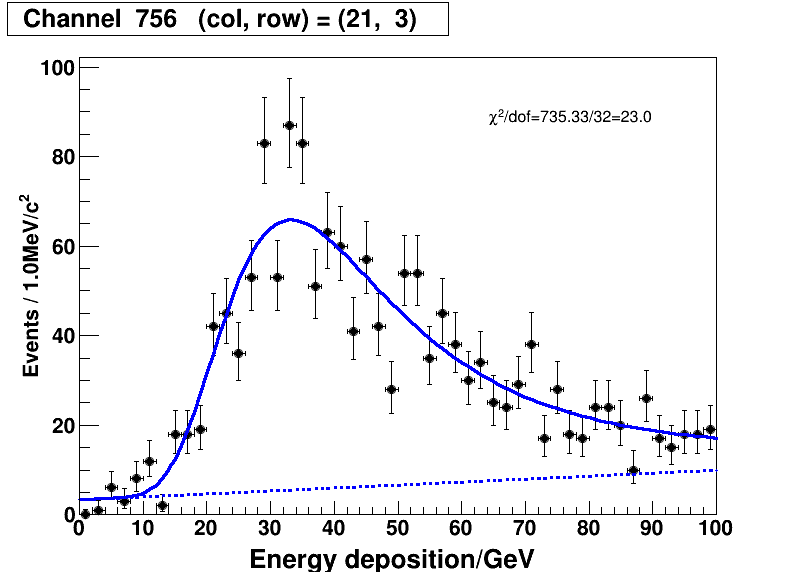 Channel 756 (col, row) = (21, 3)
χ²/dof=735.33/32=23.0
Events / 1.0MeV/c²
100
80
60
40
20
0
0 10 20 30 40 50 60 70 80 90 100
Energy deposition/GeV